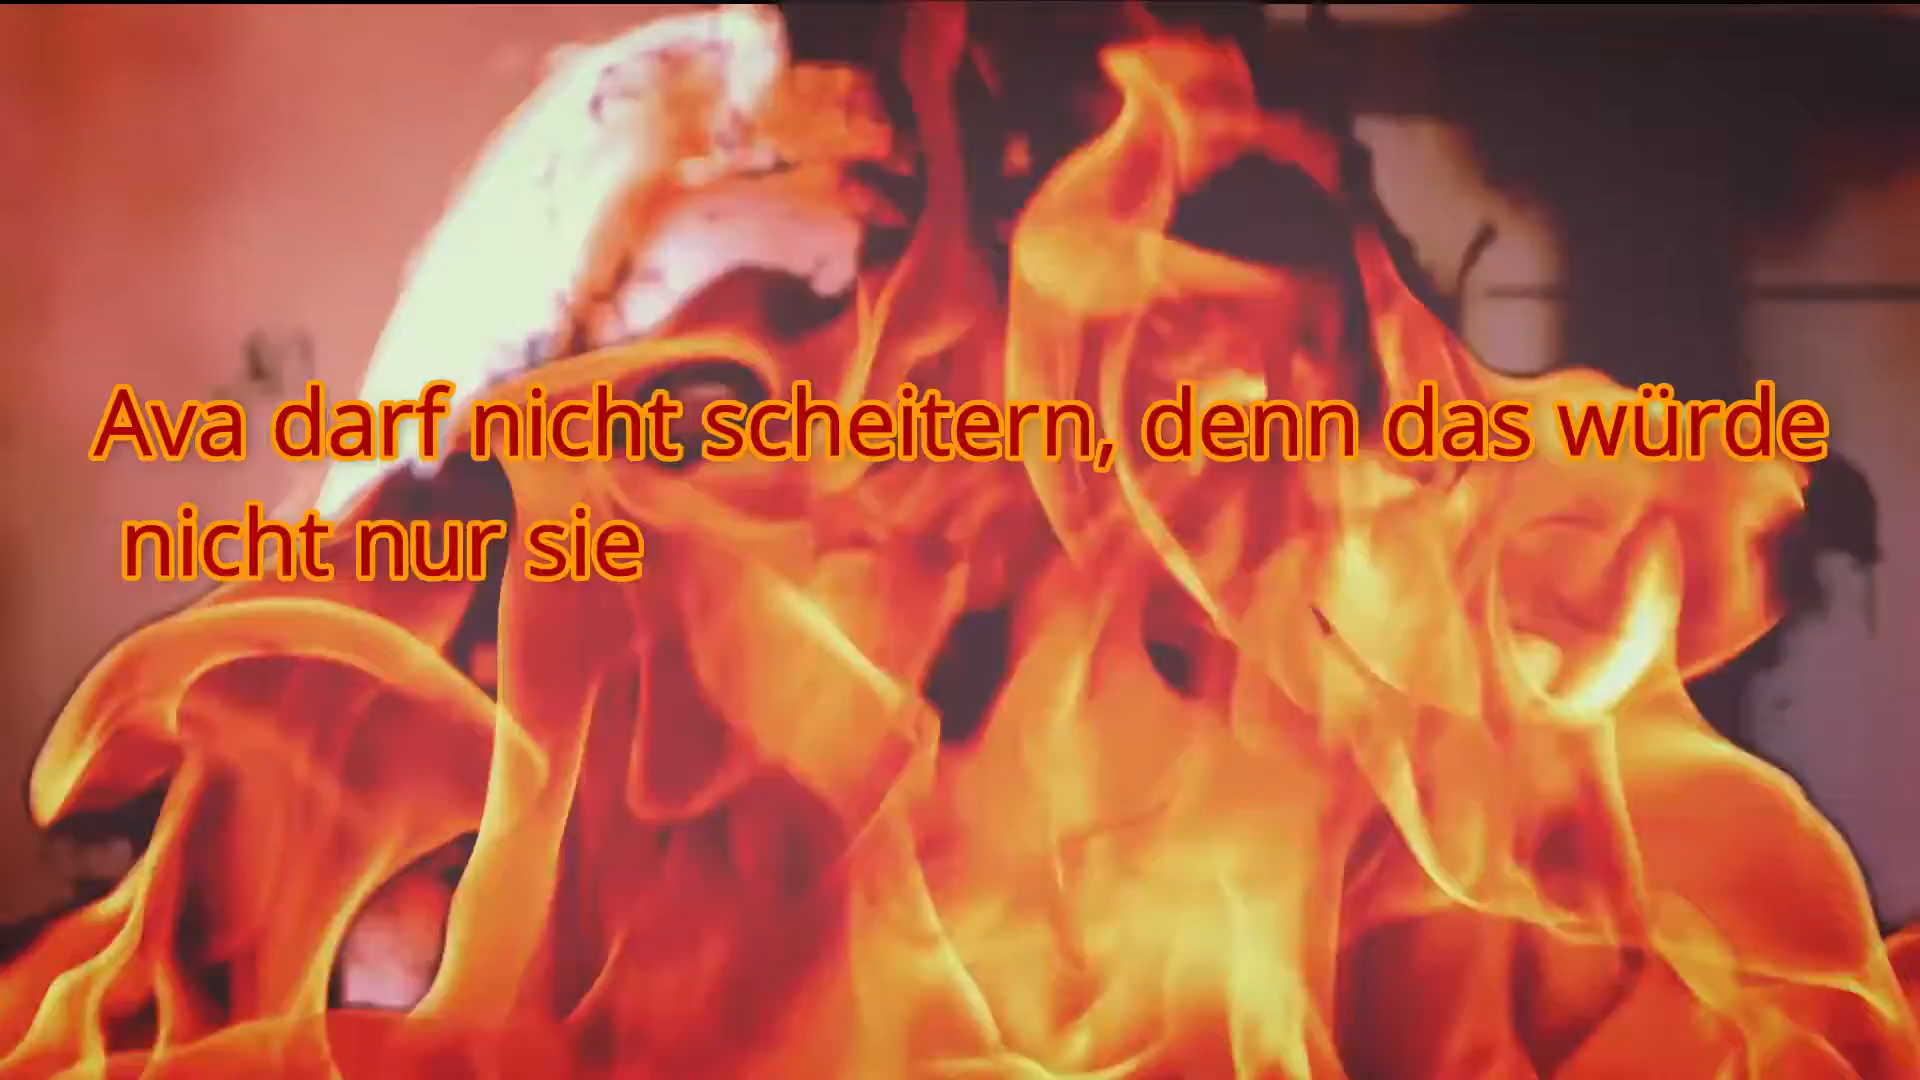 Ava darf nicht scheitern, denn das würde
nicht nur sie